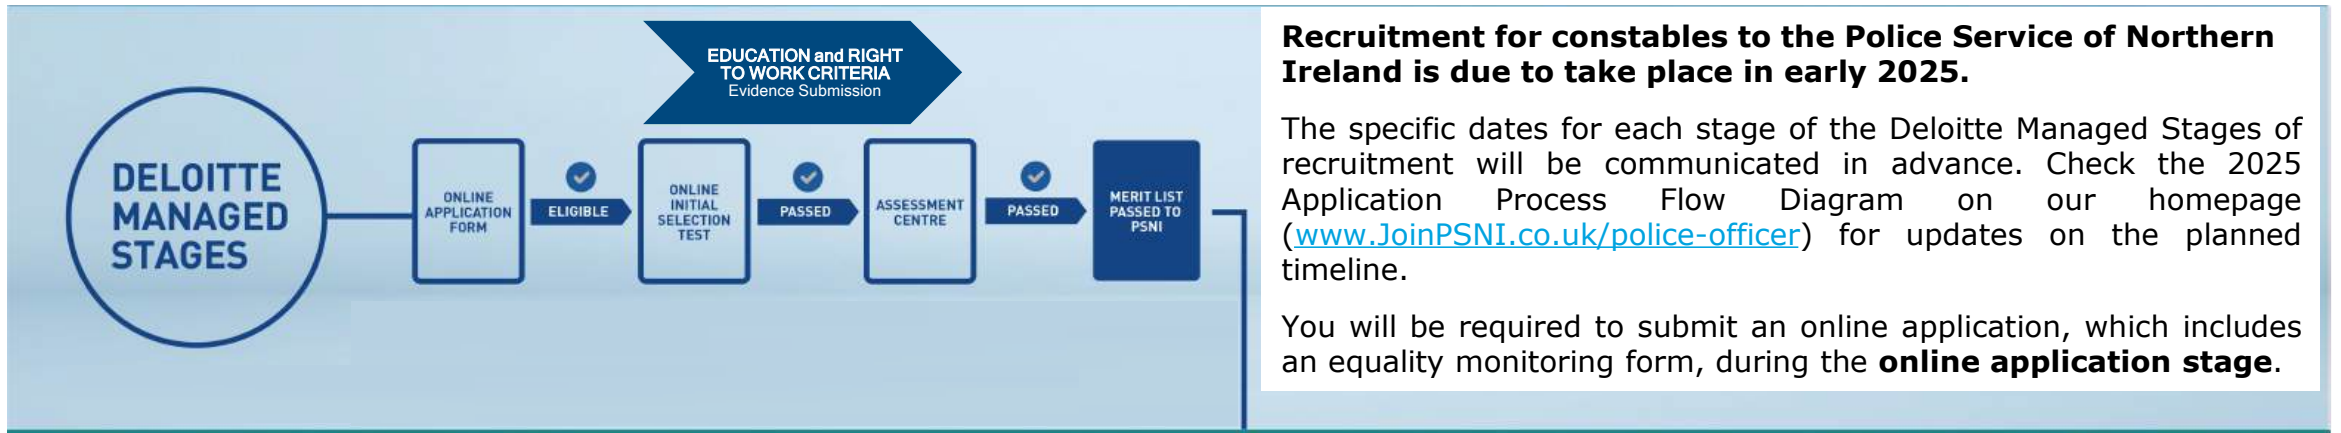 EDUCATION and RIGHT
TO WORK CRITERIA
Evidence Submission
DELOITTE
MANAGED
STAGES
ONLINE
APPLICATION
FORM
ELIGIBLE
ONLINE
INITIAL
SELECTION
TEST
PASSED
ASSESSMENT
CENTRE
PASSED
MERIT LIST
PASSED TO
PSNI
Recruitment for constables to the Police Service of Northern
Ireland is due to take place in early 2025.
The specific dates for each stage of the Deloitte Managed Stages of
recruitment will be communicated in advance. Check the 2025
Application Process Flow Diagram on our homepage
(www.JoinPSNI.co.uk/police-officer) for updates on the planned
timeline.
You will be required to submit an online application, which includes
an equality monitoring form, during the online application stage.